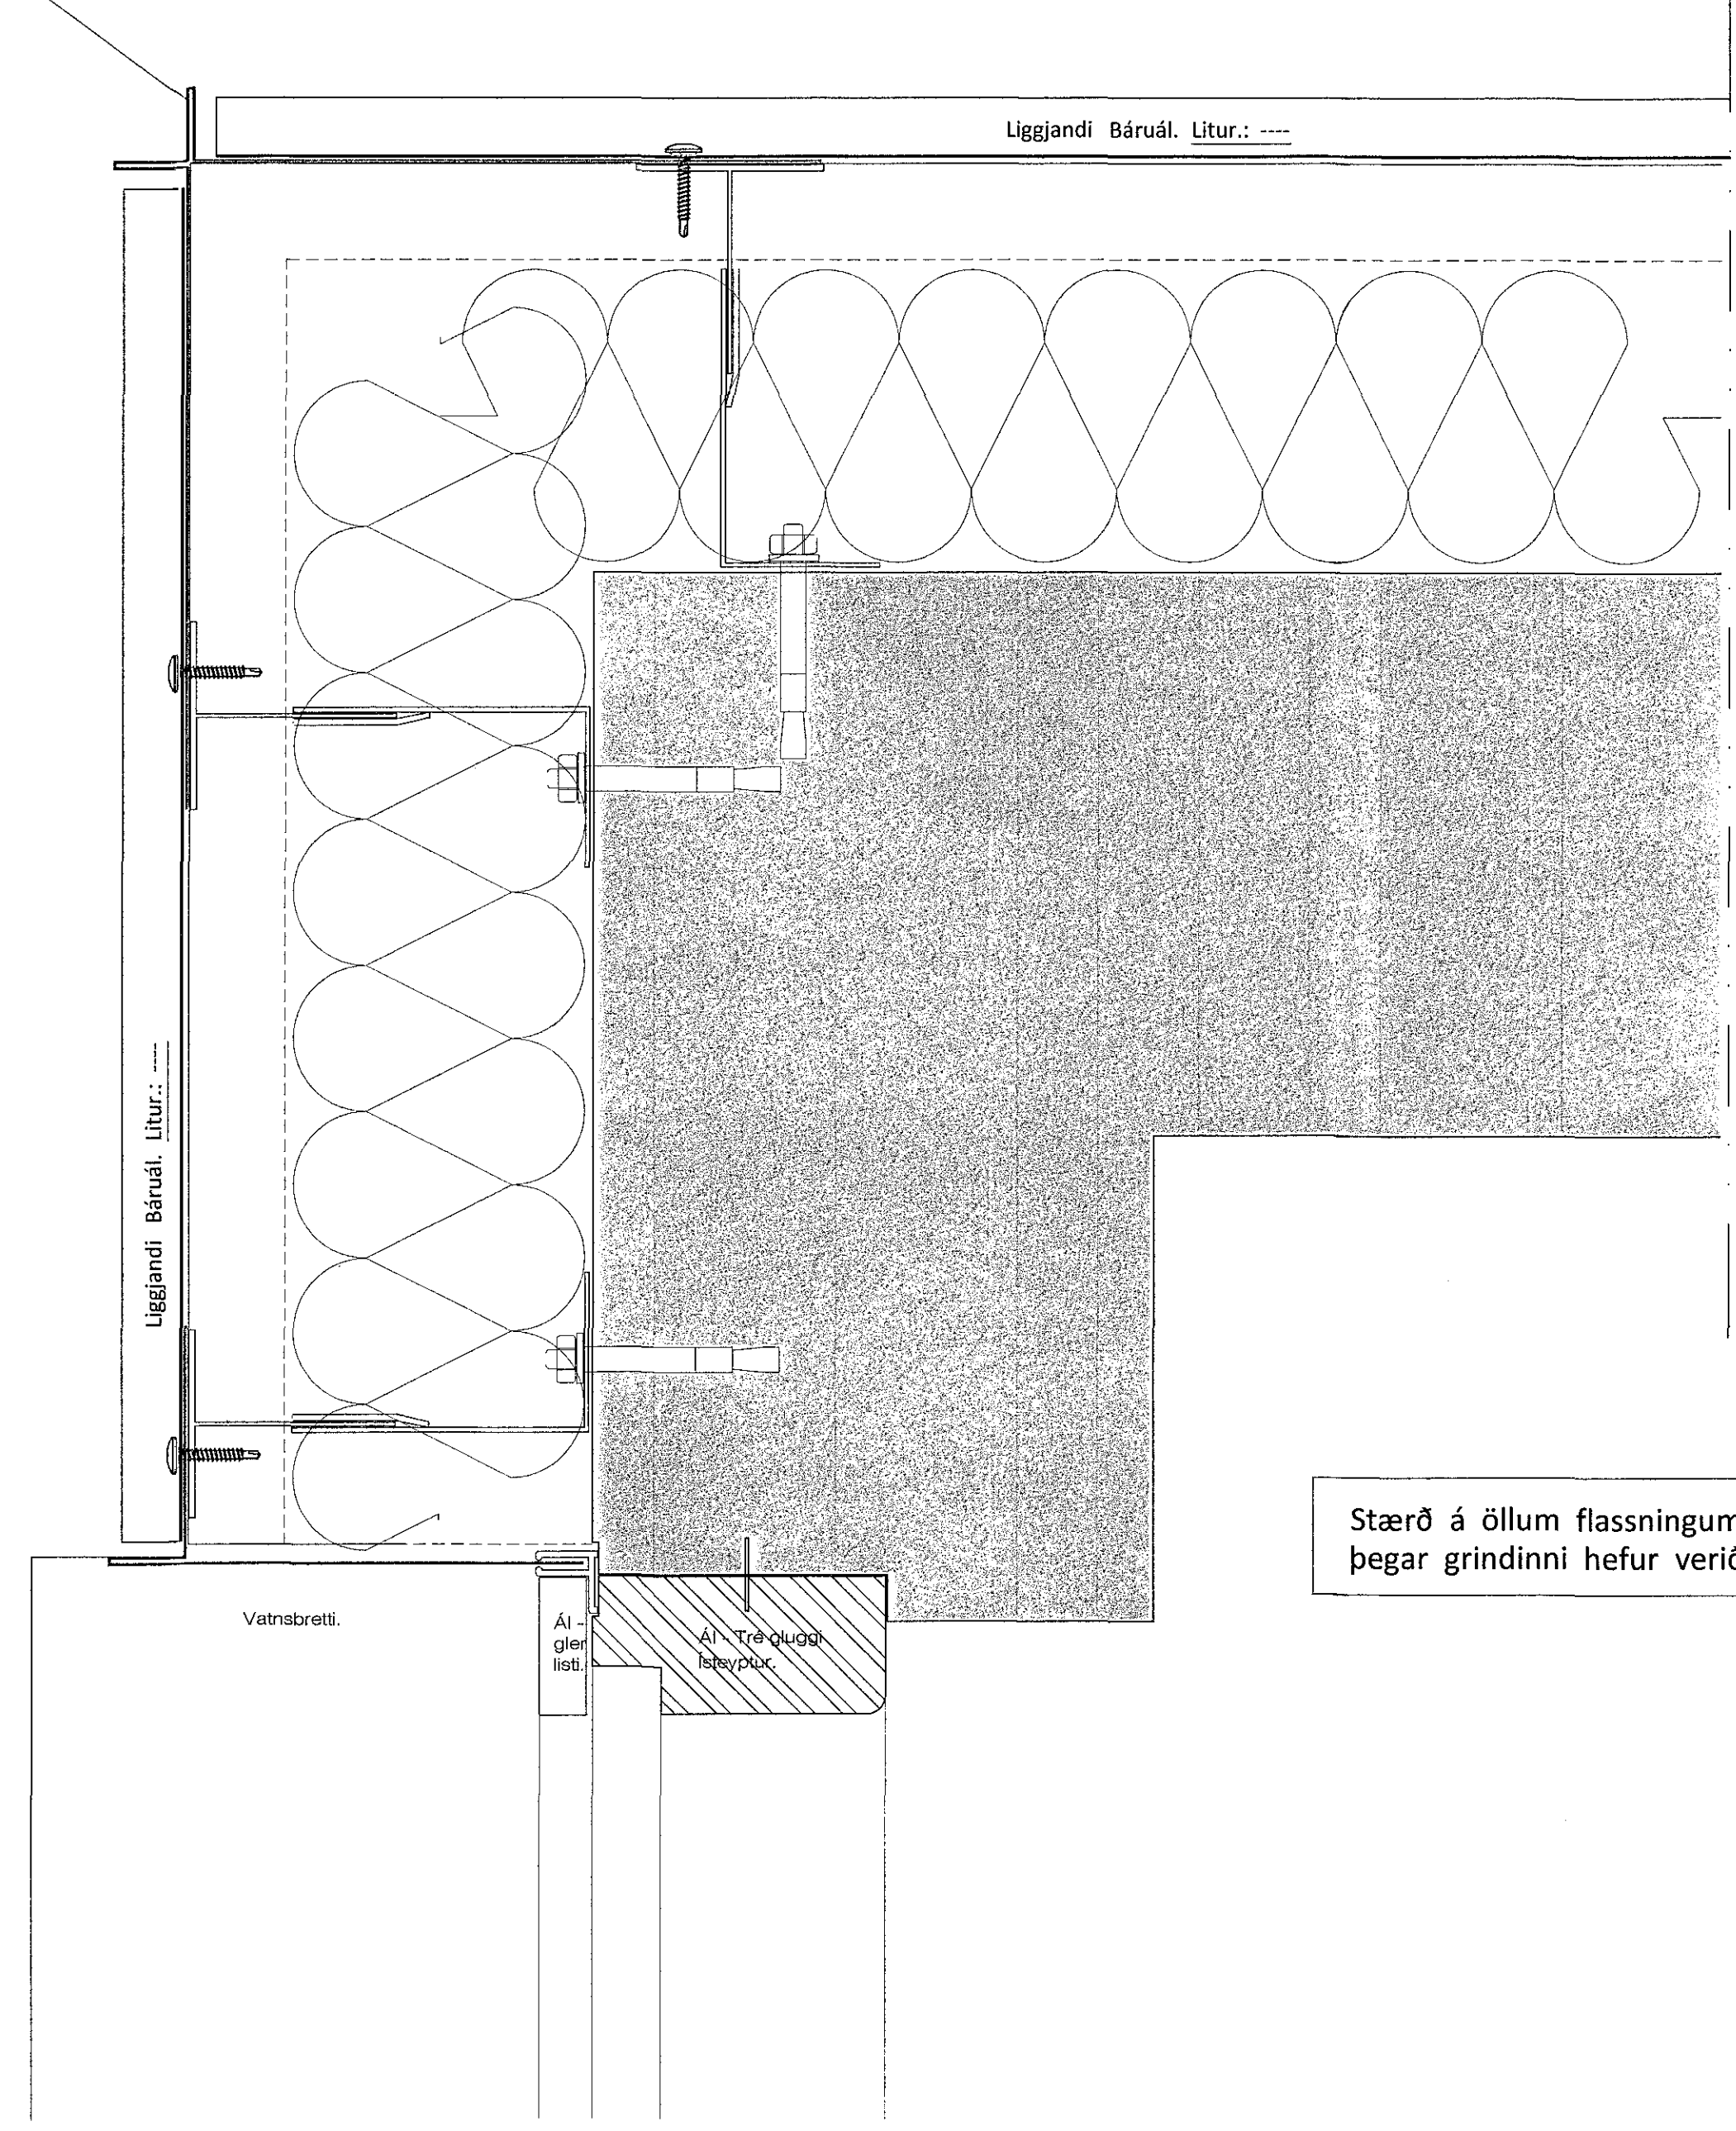 Liggjandi Báruál. Litur.: ----
Liggjandi Báruál. Litur.: ----
Stærð á öllum flassningum
þegar grindinni hefur verið
Vatnsbretti.
Ál -
gler
listi.
Ál - Tré gluggi
Ísteyptur.